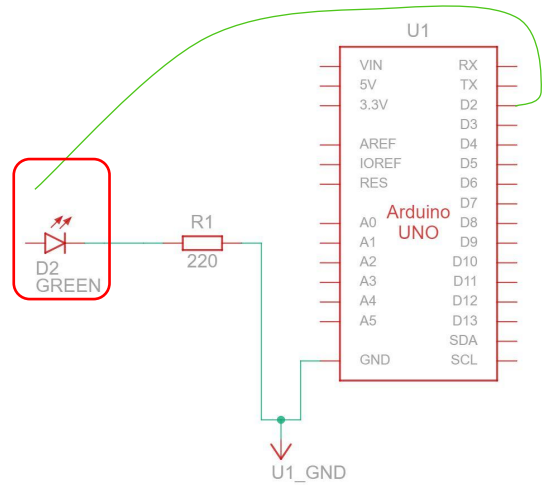 U1
VIN
5V
3.3V
AREF
IOREF
RES
A0
A1
A2
A3
A4
A5
GND
Arduino
UNO
RX
TX
D2
D3
D4
D5
D6
D7
D8
D9
D10
D11
D12
D13
SDA
SCL
R1
220
D2
GREEN
U1_GND